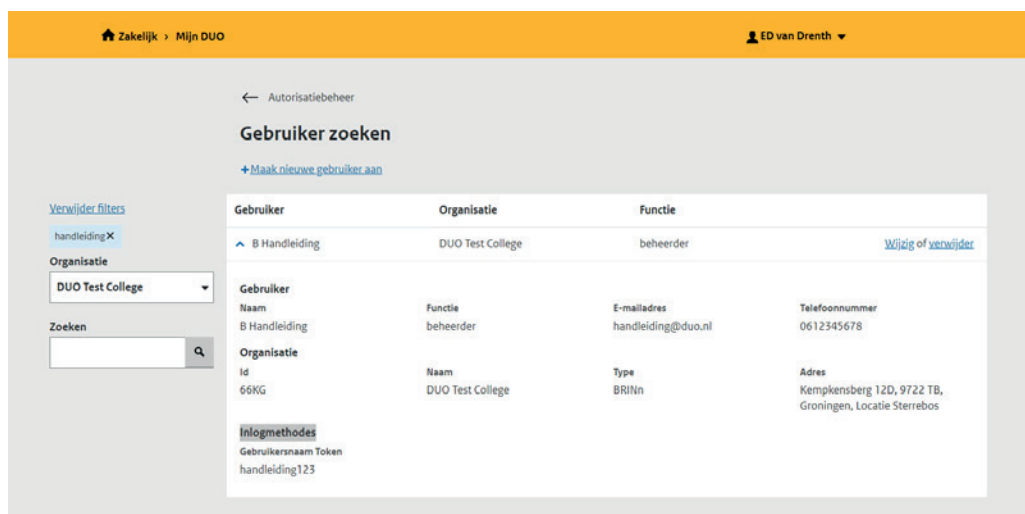 Zakelijk › Mijn DUO
ED van Drenth
Autorisatiebeheer
Gebruiker zoeken
+Maak nieuwe gebruiker aan
Verwijder filters
handleiding X
Organisatie
DUO Test College
Zoeken
Gebruiker Organisatie Functie
B Handleiding DUO Test College beheerder Wijzig of verwijder
Gebruiker
Naam Functie E-mailadres Telefoonnummer
B Handleiding beheerder handleiding@duo.nl 0612345678
Organisatie
Id Naam Type Adres
66KG DUO Test College BRINn Kempkensberg 12D, 9722 TB,
Groningen, Locatie Sterrebos
Inlogmethodes
Gebruikersnaam Token
handleiding123